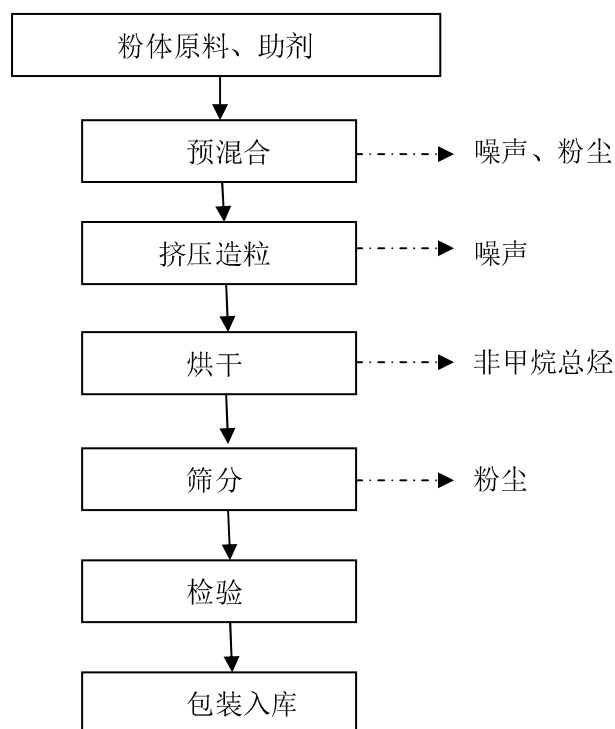 粉体原料、助剂
预混合
噪声、粉尘
挤压造粒
噪声
烘干
非甲烷总烃
筛分
粉尘
检验
包装入库